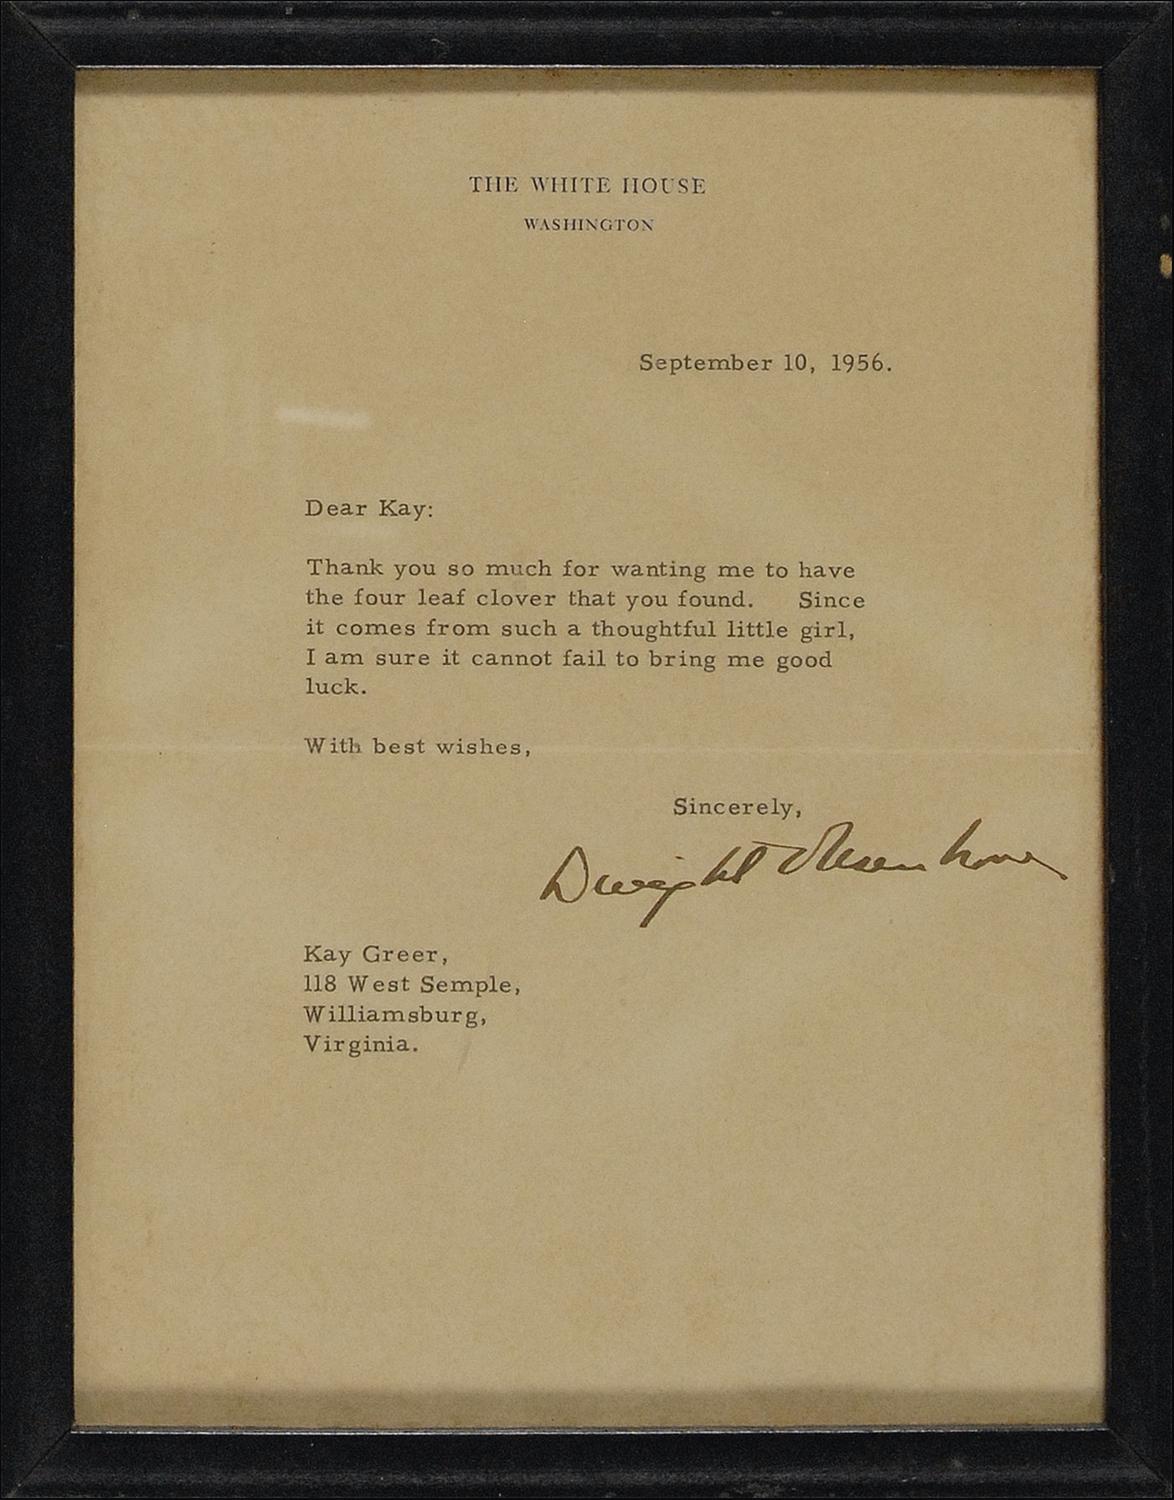 THE WHITE HOUSE
WASHINGTON
September 10, 1956.
Dear Kay:
Thank you so much for wanting me to have
the four leaf clover that you found. Since
it comes from such a thoughtful little girl,
I am sure it cannot fail to bring me good
luck.
With best wishes,
Sincerely,
Dwight Eisenhower
Kay Greer,
118 West Semple,
Williamsburg,
Virginia.